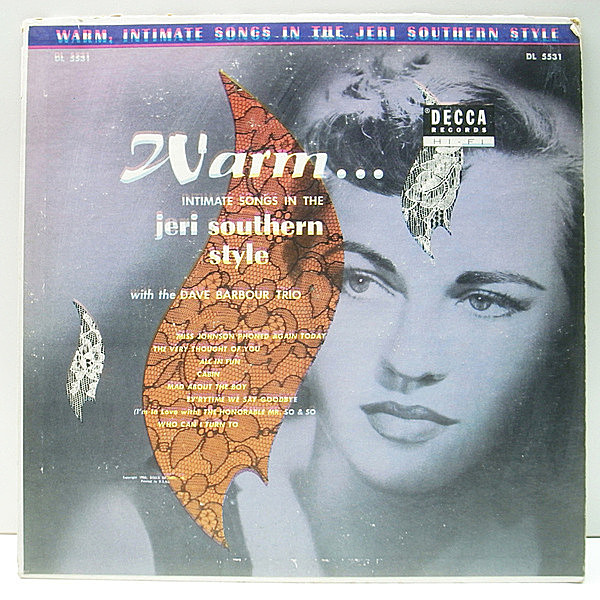 WARM, INTIMATE SONGS IN THE JERI SOUTHERN STYLE
DL 5531
DL 5531
® DECCA
RECORDS
HI-FI
Warm...
INTIMATE SONGS IN THE
jeri southern
style
with the DAVE BARBOUR TRIO
MISS JOHNSON PHONED AGAIN TODAY
THE VERY THOUGHT OF YOU
ALL IN FUN
CABIN
MAD ABOUT THE BOY
EV'RYTIME WE SAY GOODBYE
(I'm in Love with) THE HONORABLE MR. SO & SO
WHO CAN I TURN TO
Printed in U.S.A.